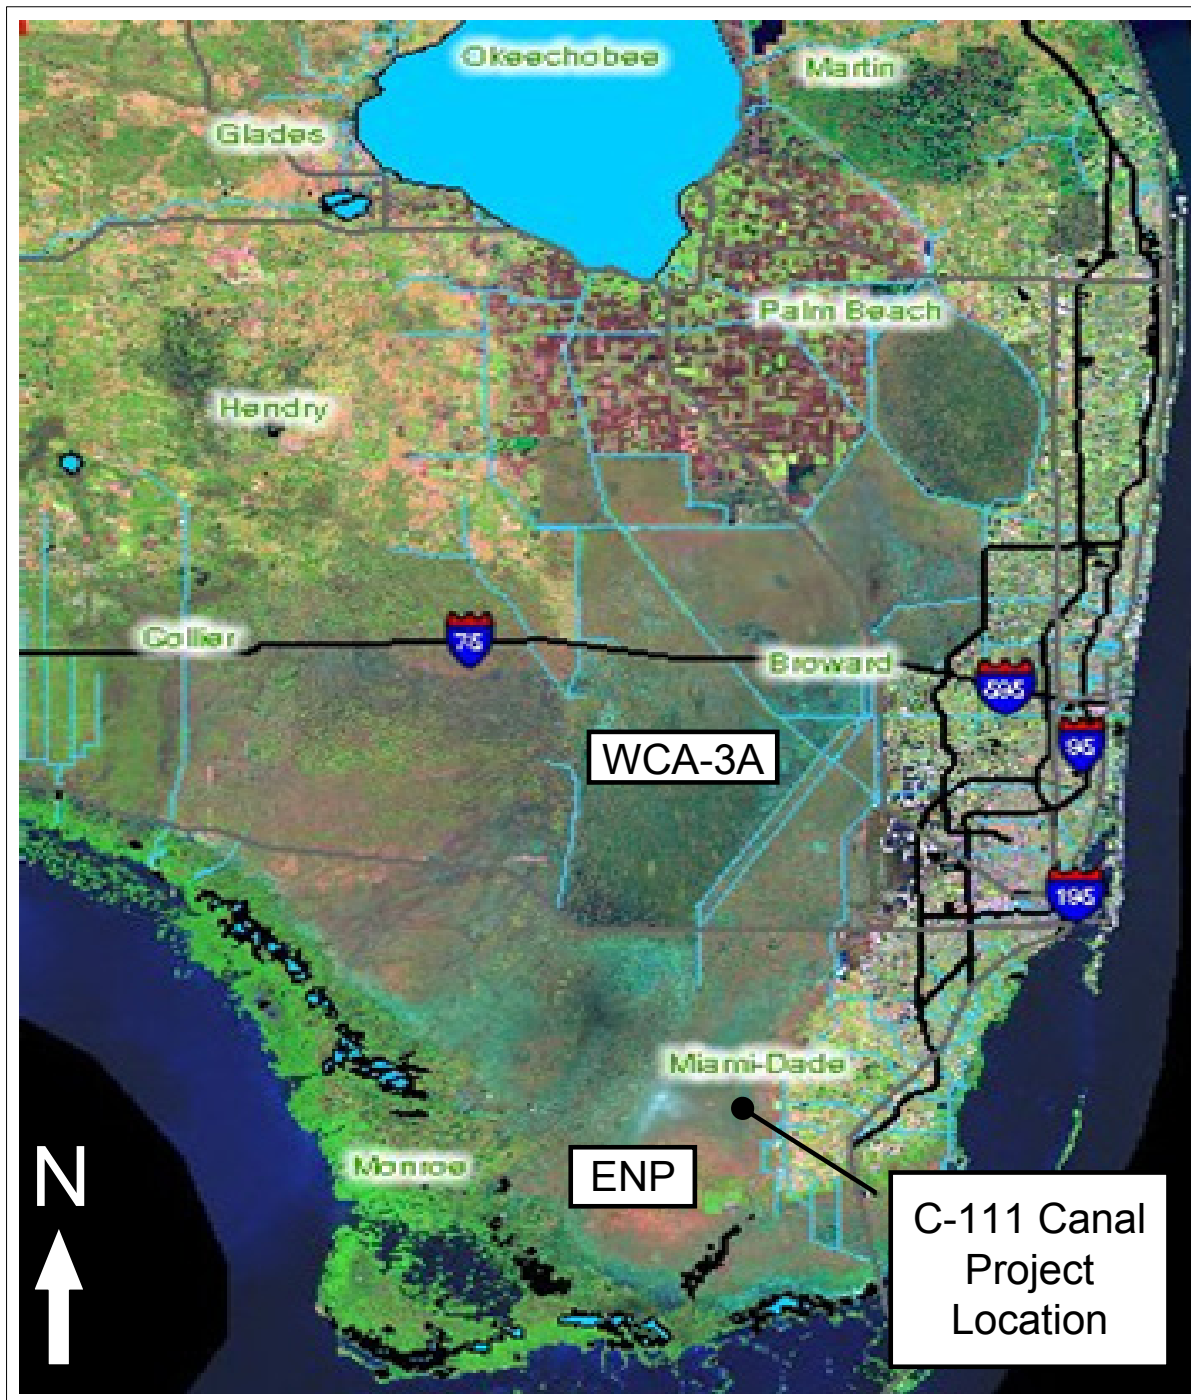 Okeechobee
Martin
Glades
Palm Beach
Hendry
Collier
75
Broward
595
WCA-3A
95
195
Miami-Dade
N
Monroe
ENP
C-111 Canal
Project
Location